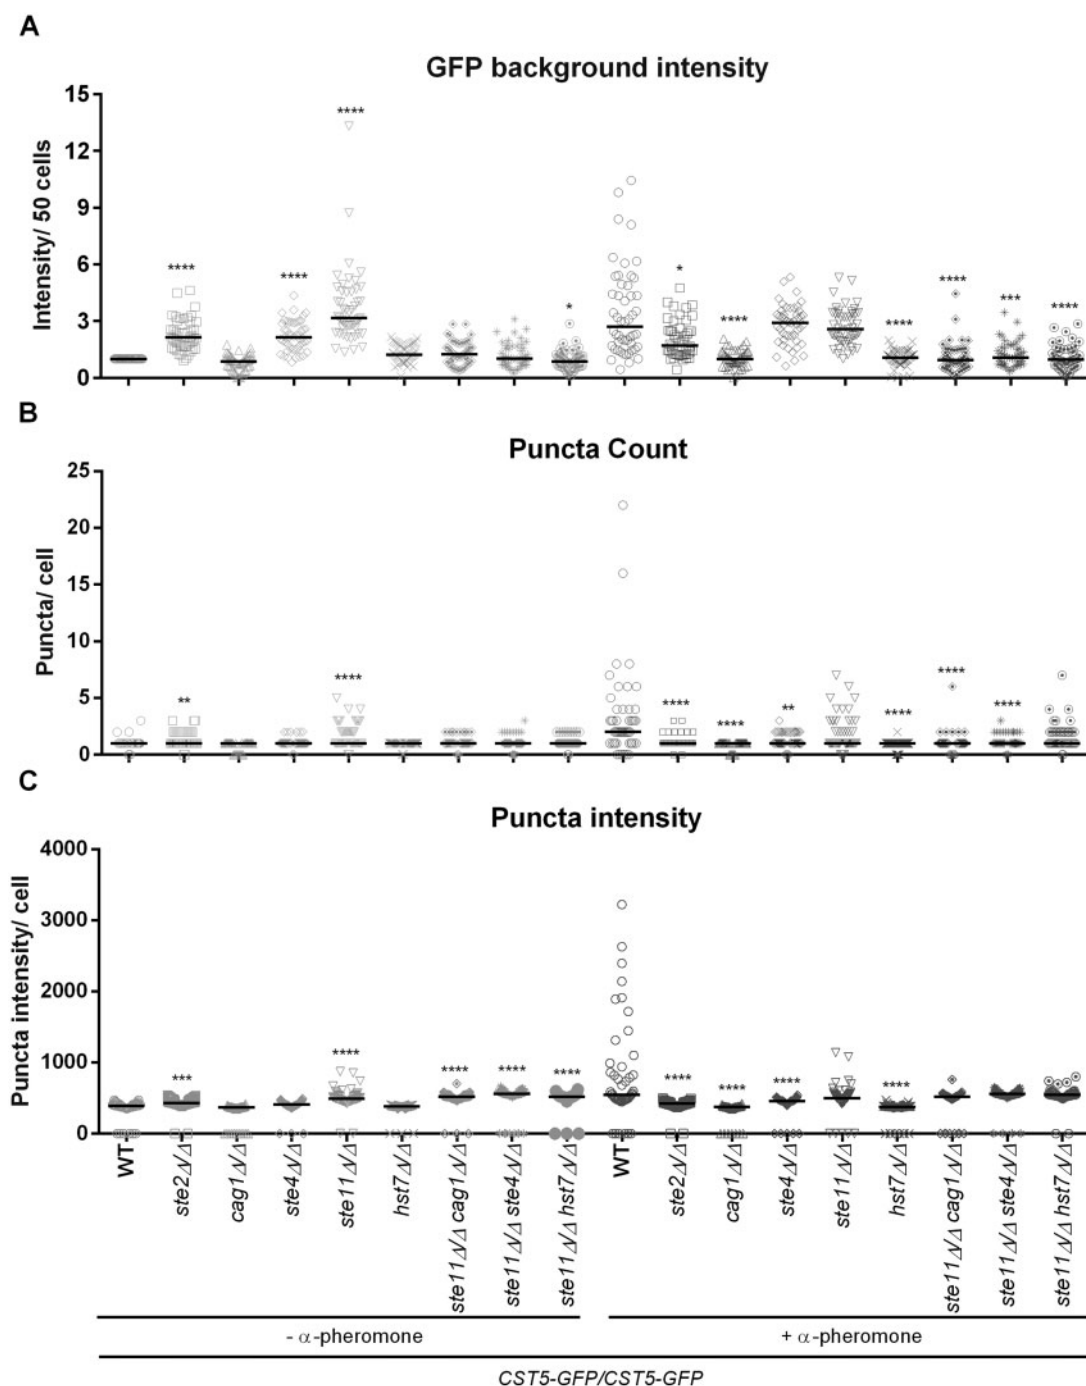 A
GFP background intensity
Intensity/ 50 cells
15
12
9
6
3
0
****
****
****
*
*
****
****
****
***
****
B
Puncta Count
Puncta/ cell
25
20
15
10
5
0
**
****
****
****
**
****
****
****
C
Puncta intensity
Puncta intensity/ cell
4000
3000
2000
1000
0
***
****
****
****
****
****
****
****
****
WT
ste2Δ/Δ
cag1Δ/Δ
ste4Δ/Δ
ste11Δ/Δ
hst7Δ/Δ
ste11Δ/Δ cag1Δ/Δ
ste11Δ/Δ ste4Δ/Δ
ste11Δ/Δ hst7Δ/Δ
WT
ste2Δ/Δ
cag1Δ/Δ
ste4Δ/Δ
ste11Δ/Δ
hst7Δ/Δ
ste11Δ/Δ cag1Δ/Δ
ste11Δ/Δ ste4Δ/Δ
ste11Δ/Δ hst7Δ/Δ
- α-pheromone
+ α-pheromone
CST5-GFP/CST5-GFP